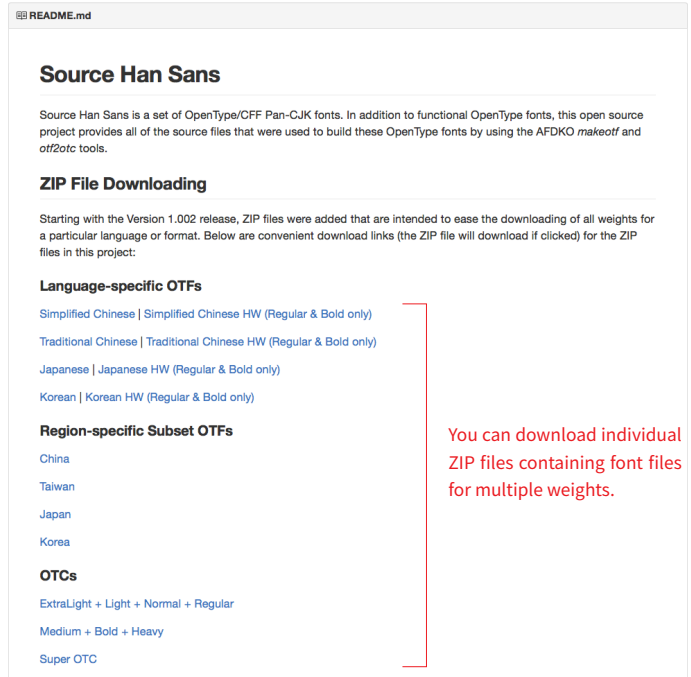 README.md
Source Han Sans
Source Han Sans is a set of OpenType/CFF Pan-CJK fonts. In addition to functional OpenType fonts, this open source
project provides all of the source files that were used to build these OpenType fonts by using the AFDKO makeotf and
otf2otc tools.
ZIP File Downloading
Starting with the Version 1.002 release, ZIP files were added that are intended to ease the downloading of all weights for
a particular language or format. Below are convenient download links (the ZIP file will download if clicked) for the ZIP
files in this project:
Language-specific OTFs
Simplified Chinese | Simplified Chinese HW (Regular & Bold only)
Traditional Chinese | Traditional Chinese HW (Regular & Bold only)
Japanese | Japanese HW (Regular & Bold only)
Korean | Korean HW (Regular & Bold only)
Region-specific Subset OTFs
China
Taiwan
Japan
Korea
OTCs
ExtraLight + Light + Normal + Regular
Medium + Bold + Heavy
Super OTC
You can download individual
ZIP files containing font files
for multiple weights.